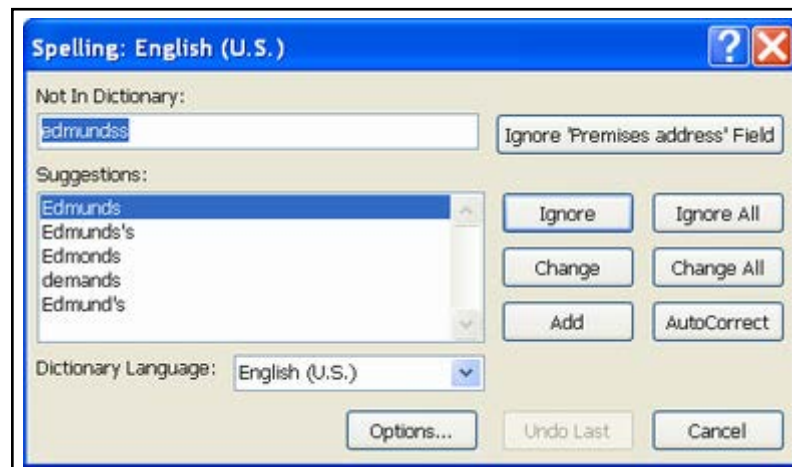 Spelling: English (U.S.)
Not In Dictionary:
edmundss
Ignore 'Premises address' Field
Suggestions:
Edmunds
Edmunds's
Edmonds
demands
Edmund's
Ignore
Ignore All
Change
Change All
Add
AutoCorrect
Dictionary Language:
English (U.S.)
Options...
Undo Last
Cancel